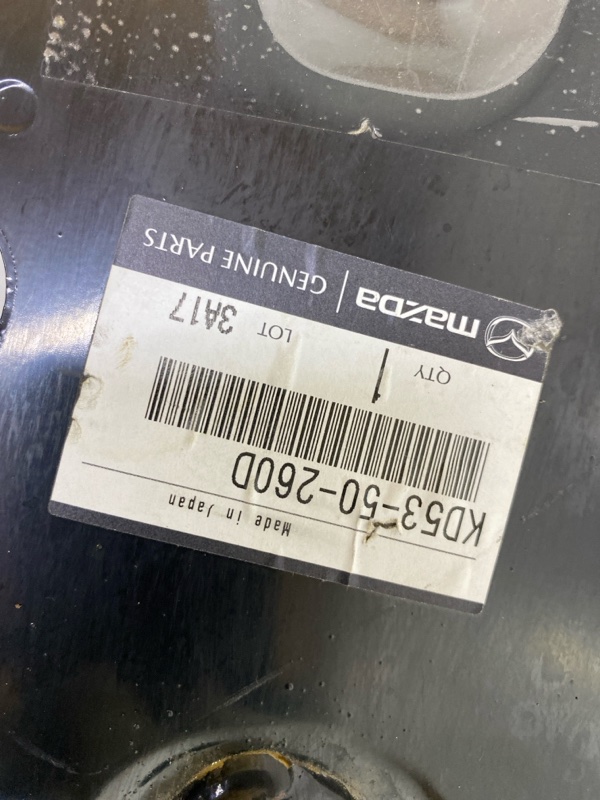 mazda | GENUINE PARTS
QTY 1 LOT 3A17
KD53-50-260D
Made in Japan